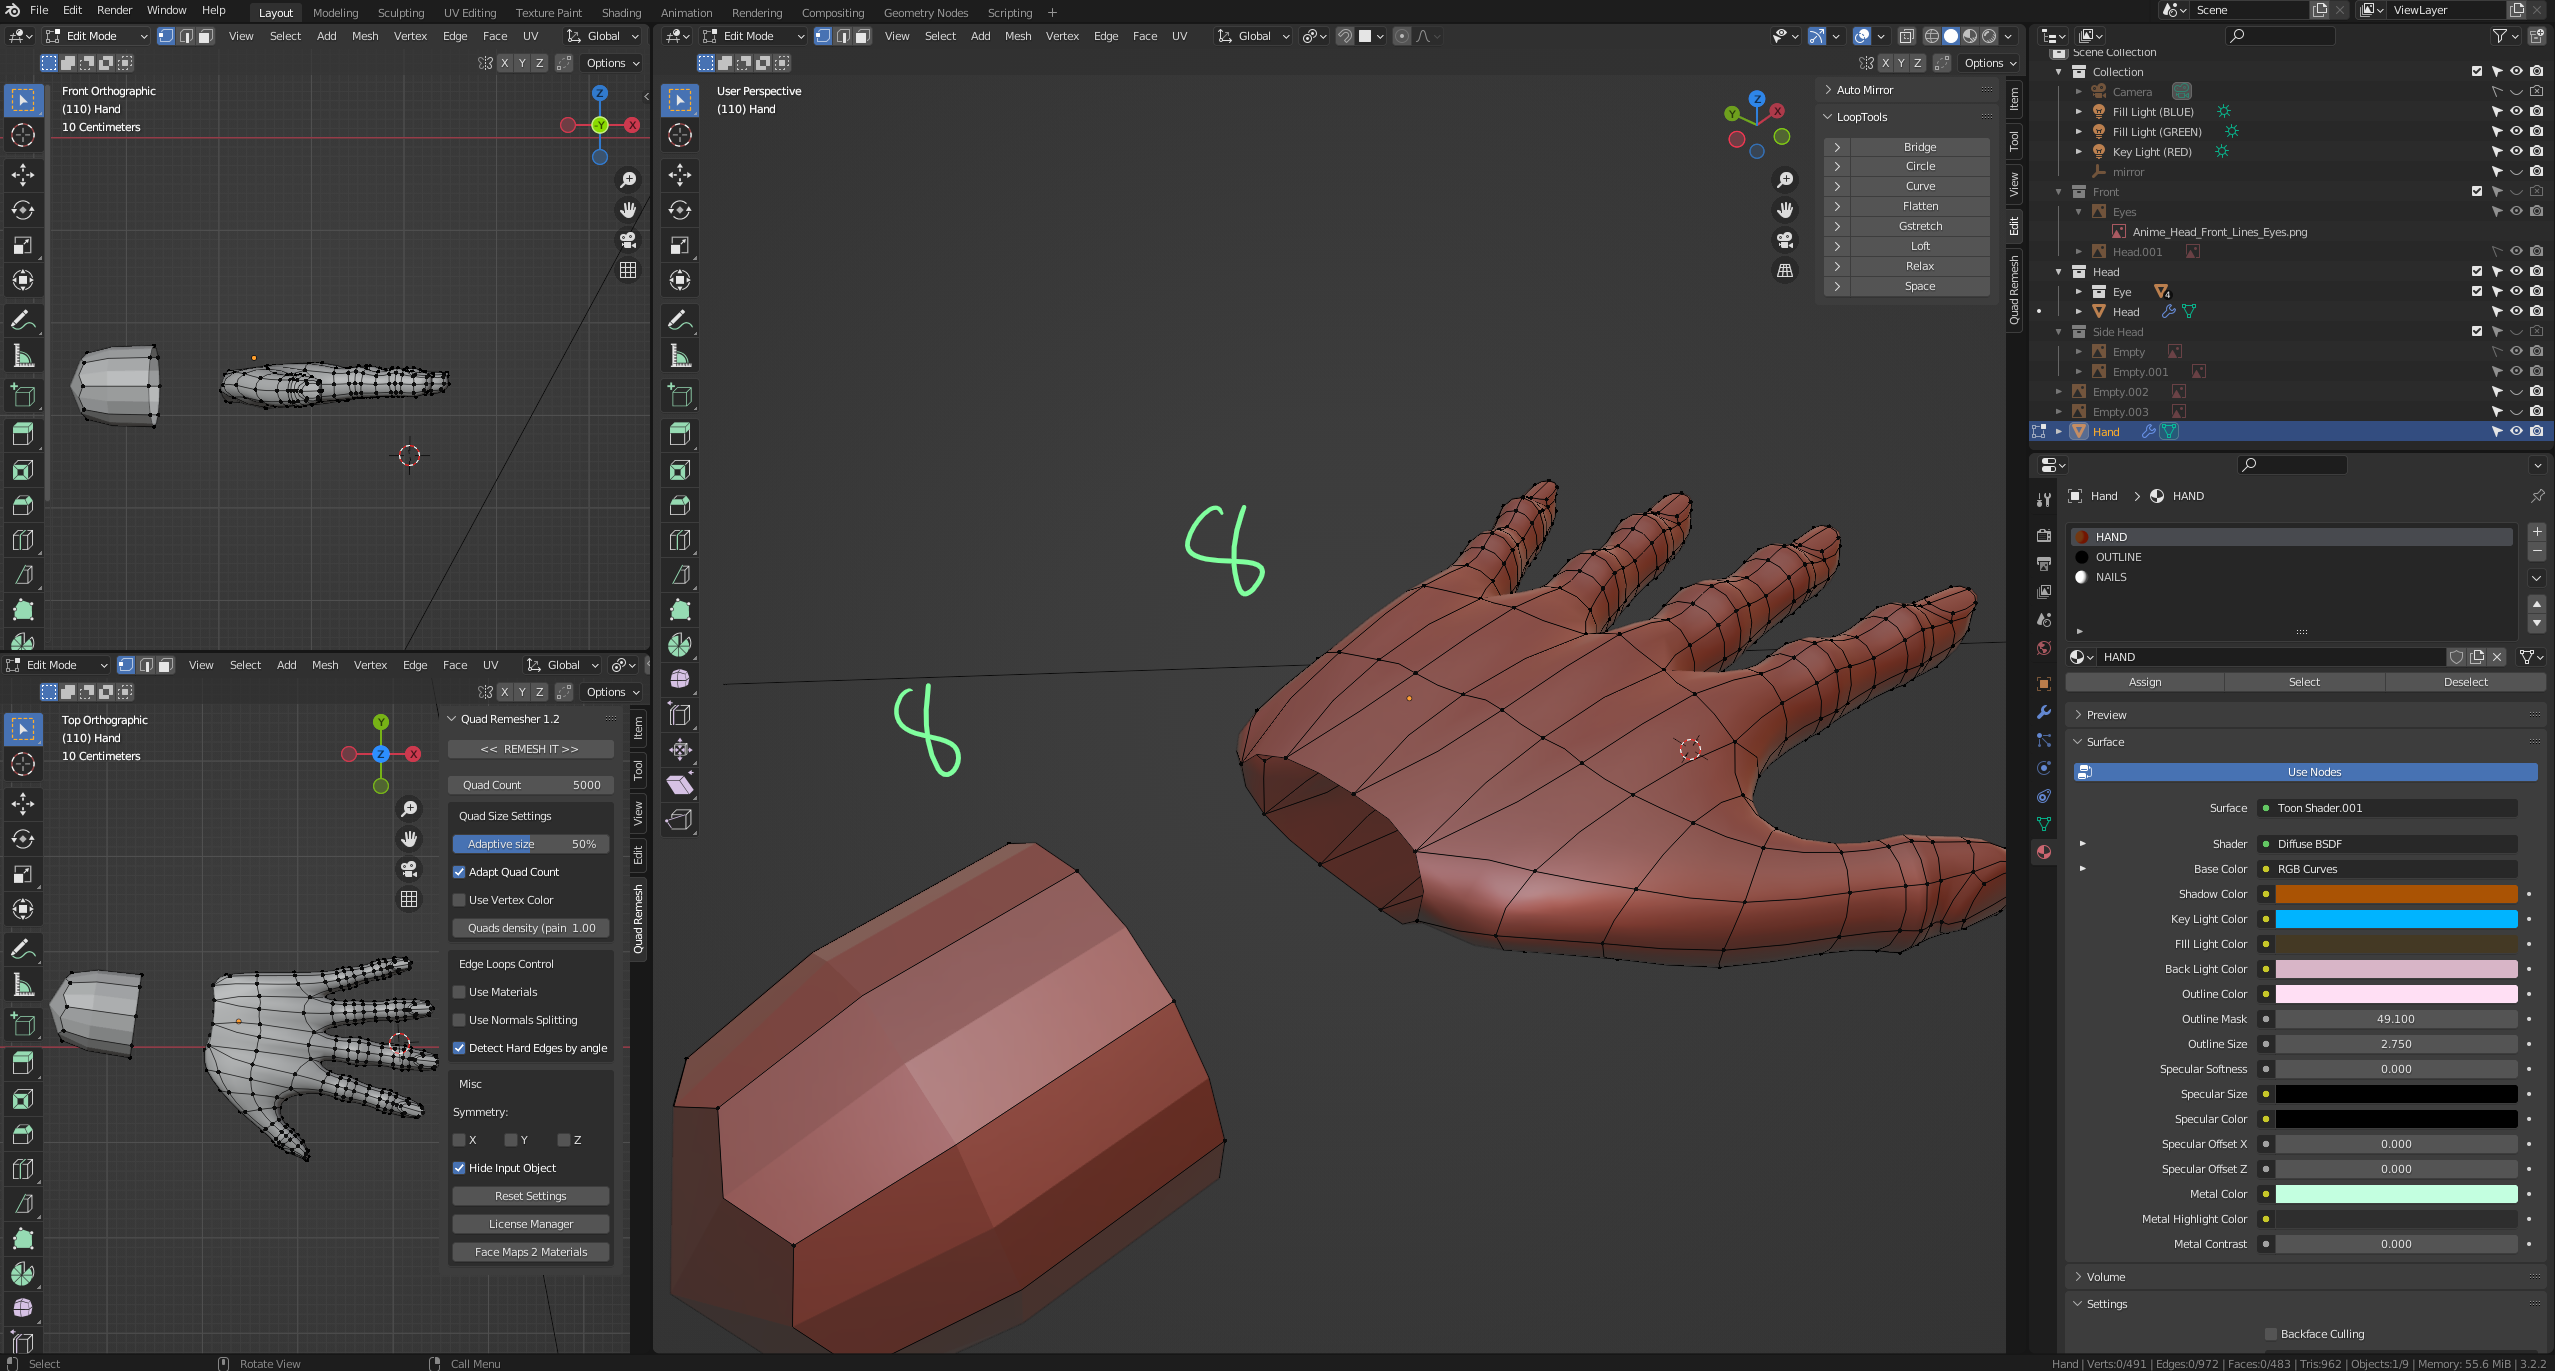 File Edit Render Window Help Layout Modeling Sculpting UV Editing Texture Paint Shading Animation Rendering Compositing Geometry Nodes Scripting + Scene ViewLayer
Edit Mode View Select Add Mesh Vertex Edge Face UV Global
X Y Z Options
Front Orthographic
(110) Hand
10 Centimeters
Z
-Y
X
Edit Mode View Select Add Mesh Vertex Edge Face UV Global
X Y Z Options
User Perspective
(110) Hand
Z
Y
X
Auto Mirror
LoopTools
Bridge
Circle
Curve
Flatten
Gstretch
Loft
Relax
Space
Item
Tool
View
Edit
Quad Remesh
8
8
Edit Mode View Select Add Mesh Vertex Edge Face UV Global
X Y Z Options
Top Orthographic
(110) Hand
10 Centimeters
Y
Z
X
Quad Remesher 1.2
<< REMESH IT >>
Quad Count 5000
Quad Size Settings
Adaptive size 50%
Adapt Quad Count
Use Vertex Color
Quads density (pain 1.00
Edge Loops Control
Use Materials
Use Normals Splitting
Detect Hard Edges by angle
Misc
Symmetry:
X Y Z
Hide Input Object
Reset Settings
License Manager
Face Maps 2 Materials
Item
Tool
View
Edit
Quad Remesh
Scene Collection
Collection
Camera
Fill Light (BLUE)
Fill Light (GREEN)
Key Light (RED)
mirror
Front
Eyes
Anime_Head_Front_Lines_Eyes.png
Head.001
Head
Eye 4
Head
Side Head
Empty
Empty.001
Empty.002
Empty.003
Hand
Hand > HAND
HAND
OUTLINE
NAILS
HAND
Assign Select Deselect
Preview
Surface
Use Nodes
Surface Toon Shader.001
Shader Diffuse BSDF
Base Color RGB Curves
Shadow Color
Key Light Color
FIll Light Color
Back Light Color
Outline Color
Outline Mask 49.100
Outline Size 2.750
Specular Softness 0.000
Specular Size
Specular Color
Specular Offset X 0.000
Specular Offset Z 0.000
Metal Color
Metal Highlight Color
Metal Contrast 0.000
Volume
Settings
Backface Culling
Select Rotate View Call Menu
Hand | Verts:0/491 | Edges:0/972 | Faces:0/483 | Tris:962 | Objects:1/9 | Memory: 55.6 MiB | 3.2.2